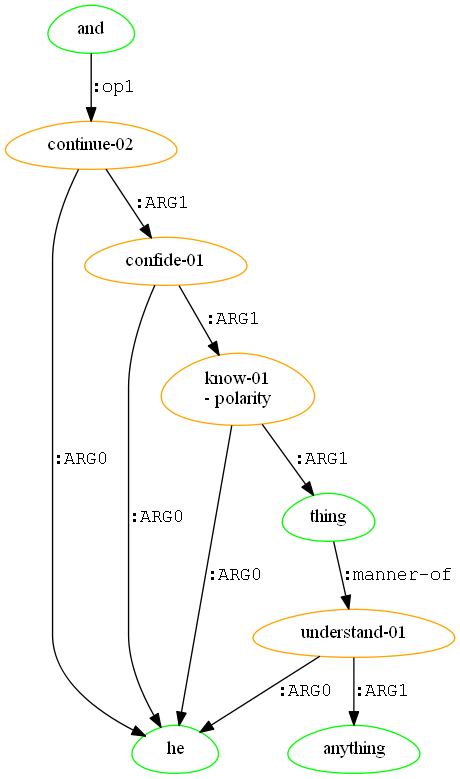 and
:op1
continue-02
:ARG1
confide-01
:ARG1
know-01
- polarity
:ARG0
:ARG1
:ARG0
thing
:ARG0
:manner-of
understand-01
:ARG0
:ARG1
he
anything